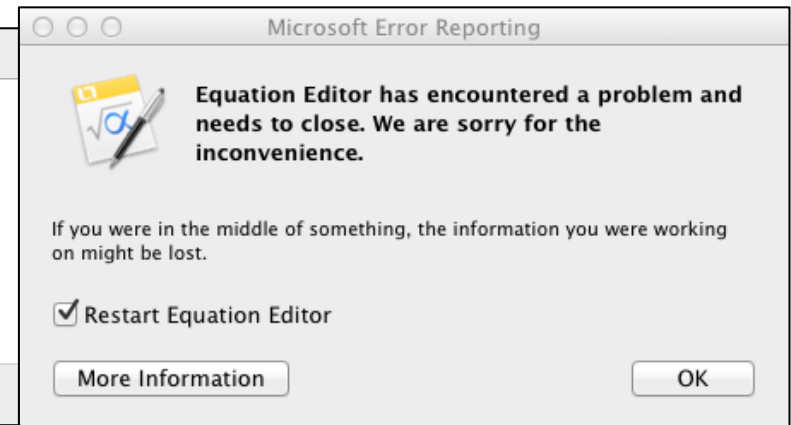 Microsoft Error Reporting
Equation Editor has encountered a problem and
needs to close. We are sorry for the
inconvenience.
If you were in the middle of something, the information you were working
on might be lost.
Restart Equation Editor
More Information
OK